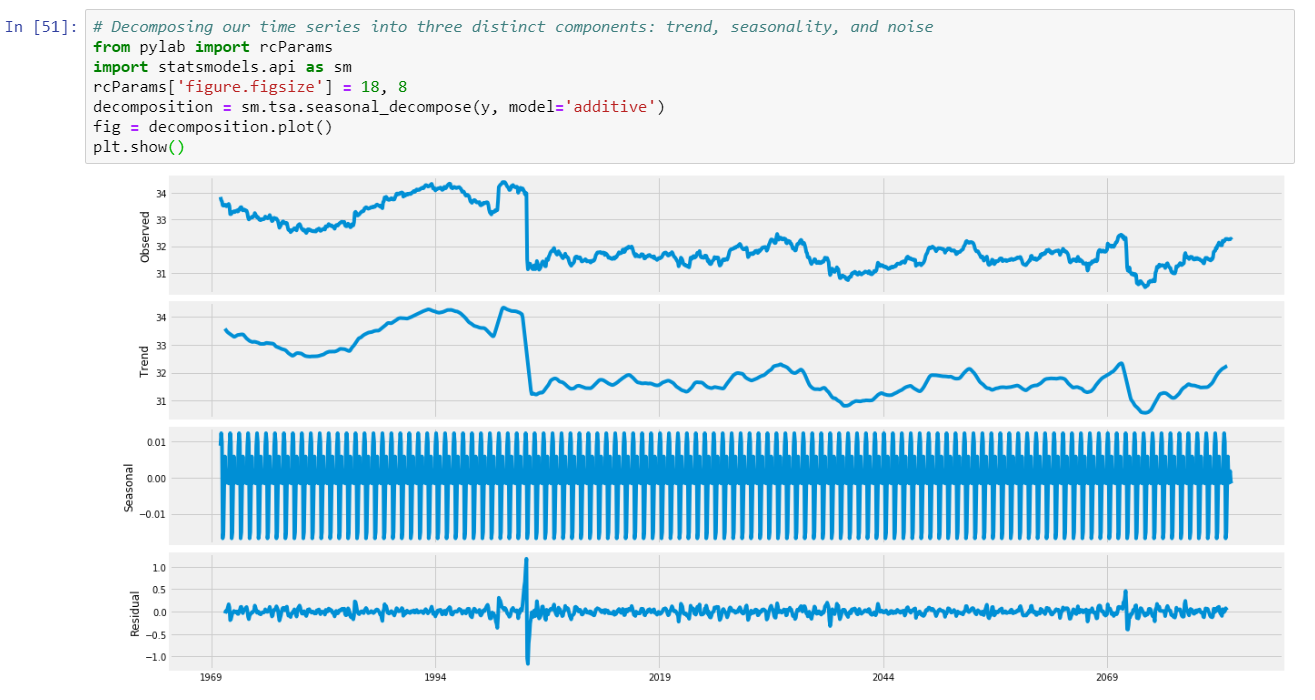 In [51]:
# Decomposing our time series into three distinct components: trend, seasonality, and noise
from pylab import rcParams
import statsmodels.api as sm
rcParams['figure.figsize'] = 18, 8
decomposition = sm.tsa.seasonal_decompose(y, model='additive')
fig = decomposition.plot()
plt.show()
Observed
34
33
32
31
Trend
34
33
32
31
Seasonal
0.01
0.00
−0.01
Residual
1.0
0.5
0.0
−0.5
−1.0
1969 1994 2019 2044 2069